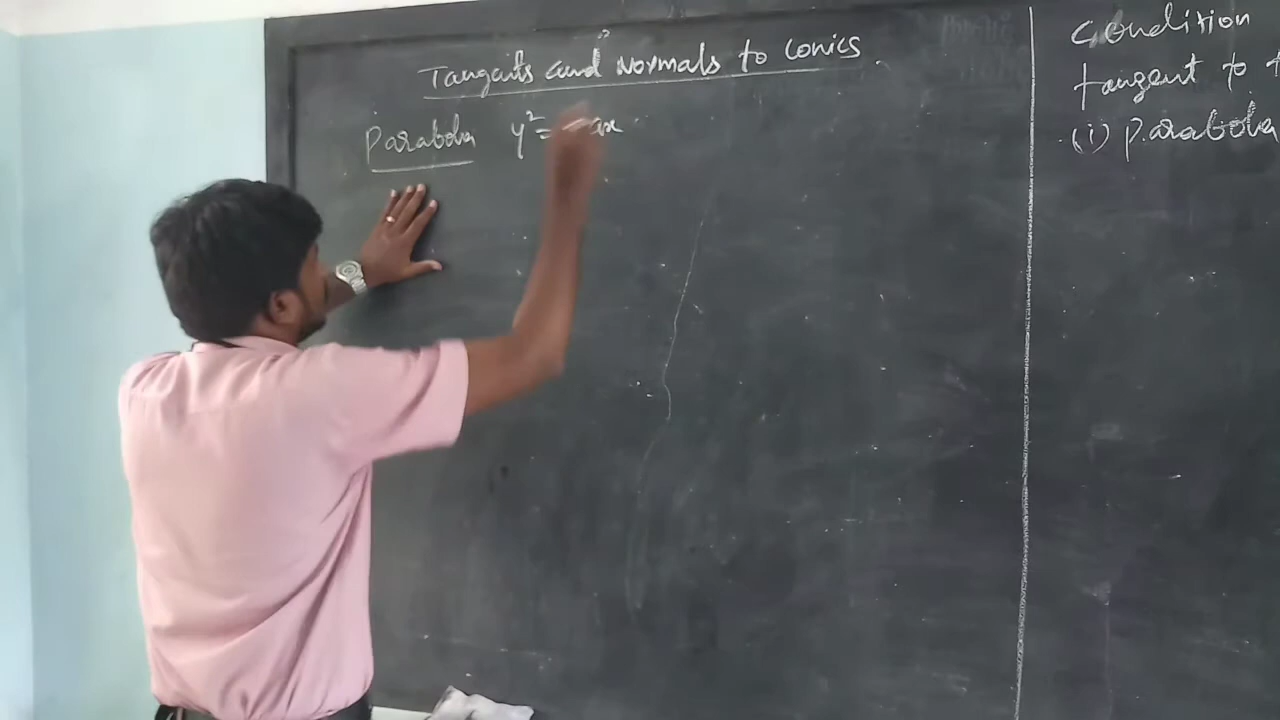 Tangents and Normals to Conics.
Parabola y² = 4ax
Condition
tangent to
(i) parabola